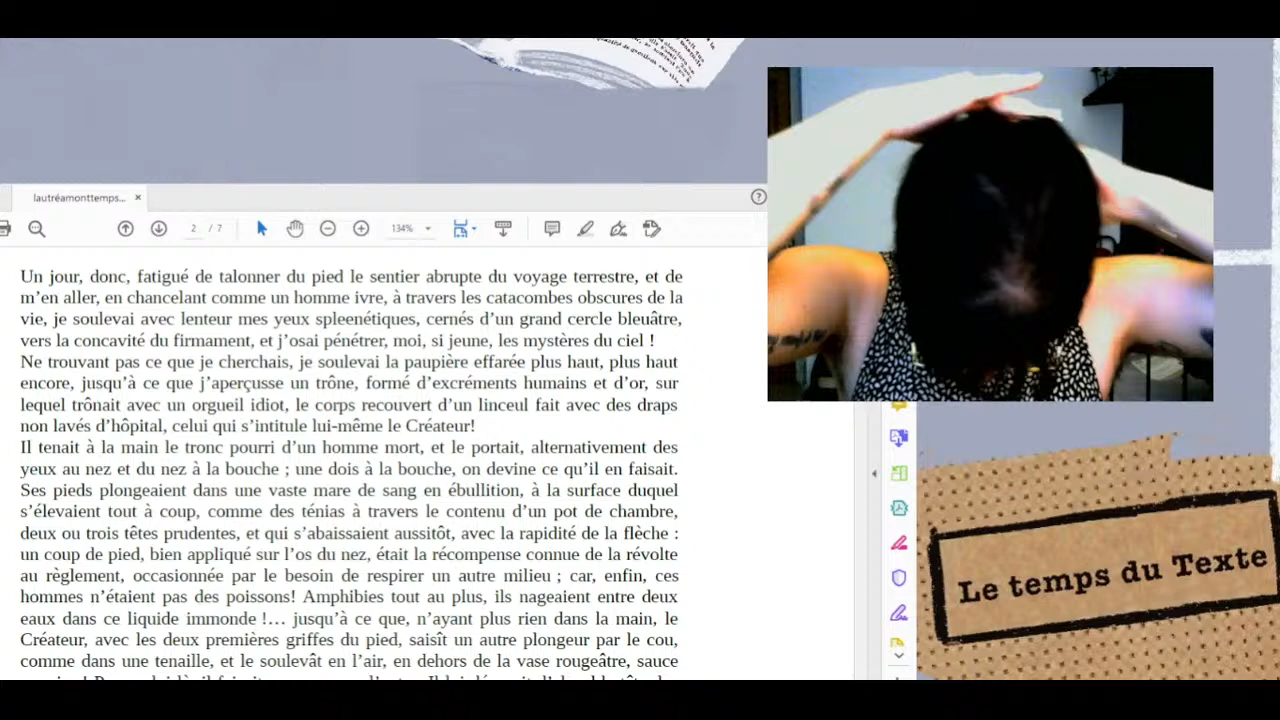 lautréamonttemps...
2 / 7
134%
Un jour, donc, fatigué de talonner du pied le sentier abrupte du voyage terrestre, et de
m’en aller, en chancelant comme un homme ivre, à travers les catacombes obscures de la
vie, je soulevai avec lenteur mes yeux spleenétiques, cernés d’un grand cercle bleuâtre,
vers la concavité du firmament, et j’osai pénétrer, moi, si jeune, les mystères du ciel !
Ne trouvant pas ce que je cherchais, je soulevai la paupière effarée plus haut, plus haut
encore, jusqu’à ce que j’aperçusse un trône, formé d’excréments humains et d’or, sur
lequel trônait avec un orgueil idiot, le corps recouvert d’un linceul fait avec des draps
non lavés d’hôpital, celui qui s’intitule lui-même le Créateur!
Il tenait à la main le tronc pourri d’un homme mort, et le portait, alternativement des
yeux au nez et du nez à la bouche ; une dois à la bouche, on devine ce qu’il en faisait.
Ses pieds plongeaient dans une vaste mare de sang en ébullition, à la surface duquel
s’élevaient tout à coup, comme des ténias à travers le contenu d’un pot de chambre,
deux ou trois têtes prudentes, et qui s’abaissaient aussitôt, avec la rapidité de la flèche :
un coup de pied, bien appliqué sur l’os du nez, était la récompense connue de la révolte
au règlement, occasionnée par le besoin de respirer un autre milieu ; car, enfin, ces
hommes n’étaient pas des poissons! Amphibies tout au plus, ils nageaient entre deux
eaux dans ce liquide immonde !… jusqu’à ce que, n’ayant plus rien dans la main, le
Créateur, avec les deux premières griffes du pied, saisît un autre plongeur par le cou,
comme dans une tenaille, et le soulevât en l’air, en dehors de la vase rougeâtre, sauce
Le temps du Texte